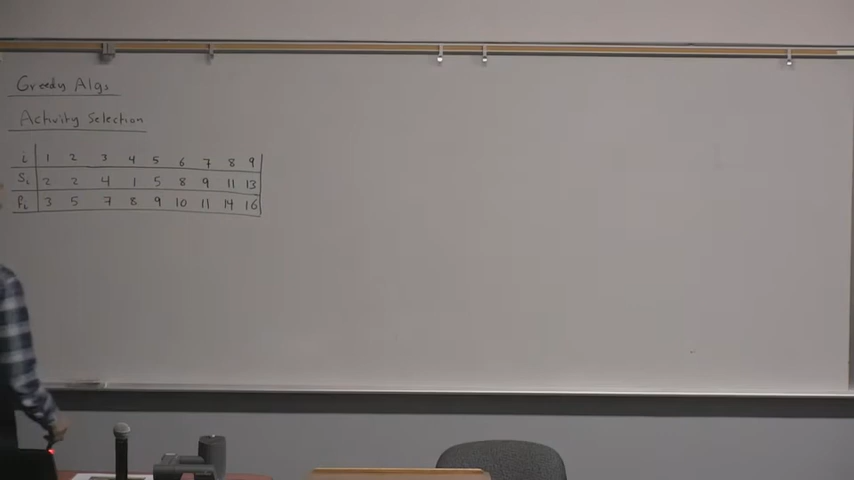 Greedy Algs
Activity Selection
i 1 2 3 4 5 6 7 8 9
Si 2 2 4 1 5 8 9 11 13
fi 3 5 7 8 9 10 11 14 16